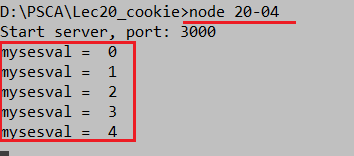 D:\PSCA\Lec20_cookie>node 20-04
Start server, port: 3000
mysesval =  0
mysesval =  1
mysesval =  2
mysesval =  3
mysesval =  4